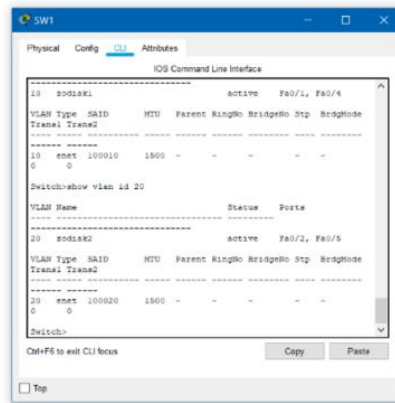 SW1
Physical Config CLI Attributes
IOS Command Line Interface
---- -------------------------------- --------- -------------------------------
10 zodiak1 active Fa0/1, Fa0/4
VLAN Type SAID MTU Parent RingNo BridgeNo Stp BrdgMode
Trans1 Trans2
---- ----- ---------- ----- ------ ------ -------- ---- --------
------ ------
10 enet 100010 1500 - - - - -
0 0
Switch>show vlan id 20
VLAN Name Status Ports
---- -------------------------------- --------- -------------------------------
20 zodiak2 active Fa0/2, Fa0/5
VLAN Type SAID MTU Parent RingNo BridgeNo Stp BrdgMode
Trans1 Trans2
---- ----- ---------- ----- ------ ------ -------- ---- --------
------ ------
20 enet 100020 1500 - - - - -
0 0
Switch>
Ctrl+F6 to exit CLI focus
Copy Paste
Top